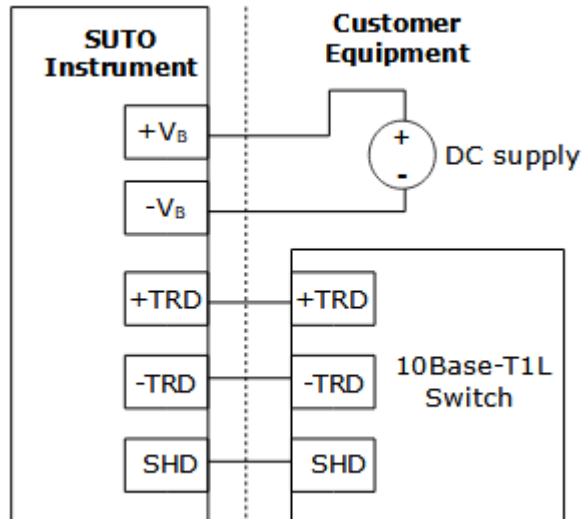 SUTO
Instrument
Customer
Equipment
+VB
-VB
+
-
DC supply
+TRD
+TRD
-TRD
-TRD
10Base-T1L
Switch
SHD
SHD